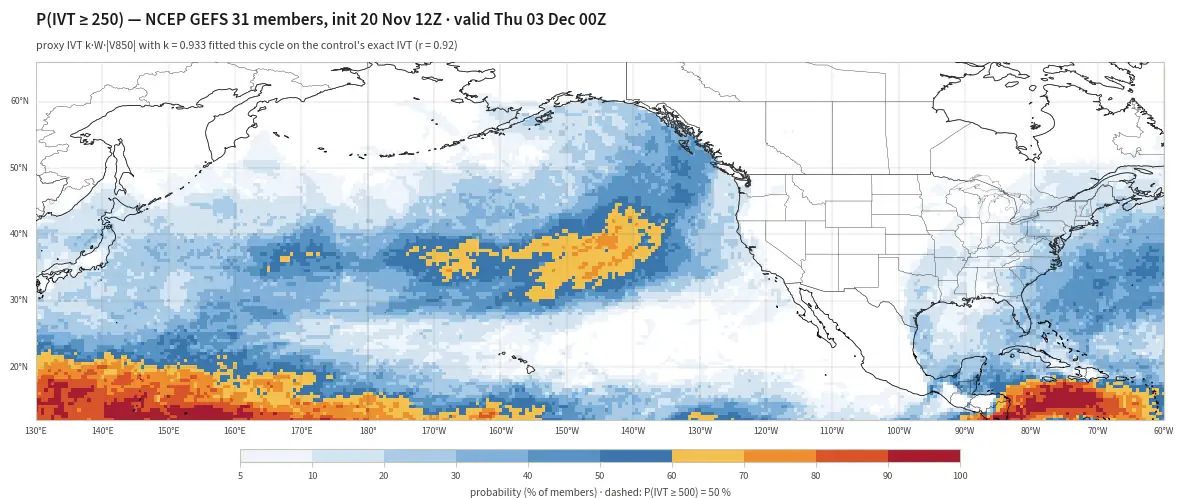 P(IVT ≥ 250) — NCEP GEFS 31 members, init 20 Nov 12Z · valid Thu 03 Dec 00Z
proxy IVT k·W·|V850| with k = 0.933 fitted this cycle on the control's exact IVT (r = 0.92)
60°N
50°N
40°N
30°N
20°N
130°E 140°E 150°E 160°E 170°E 180° 170°W 160°W 150°W 140°W 130°W 120°W 110°W 100°W 90°W 80°W 70°W 60°W
5 10 20 30 40 50 60 70 80 90 100
probability (% of members) · dashed: P(IVT ≥ 500) = 50 %